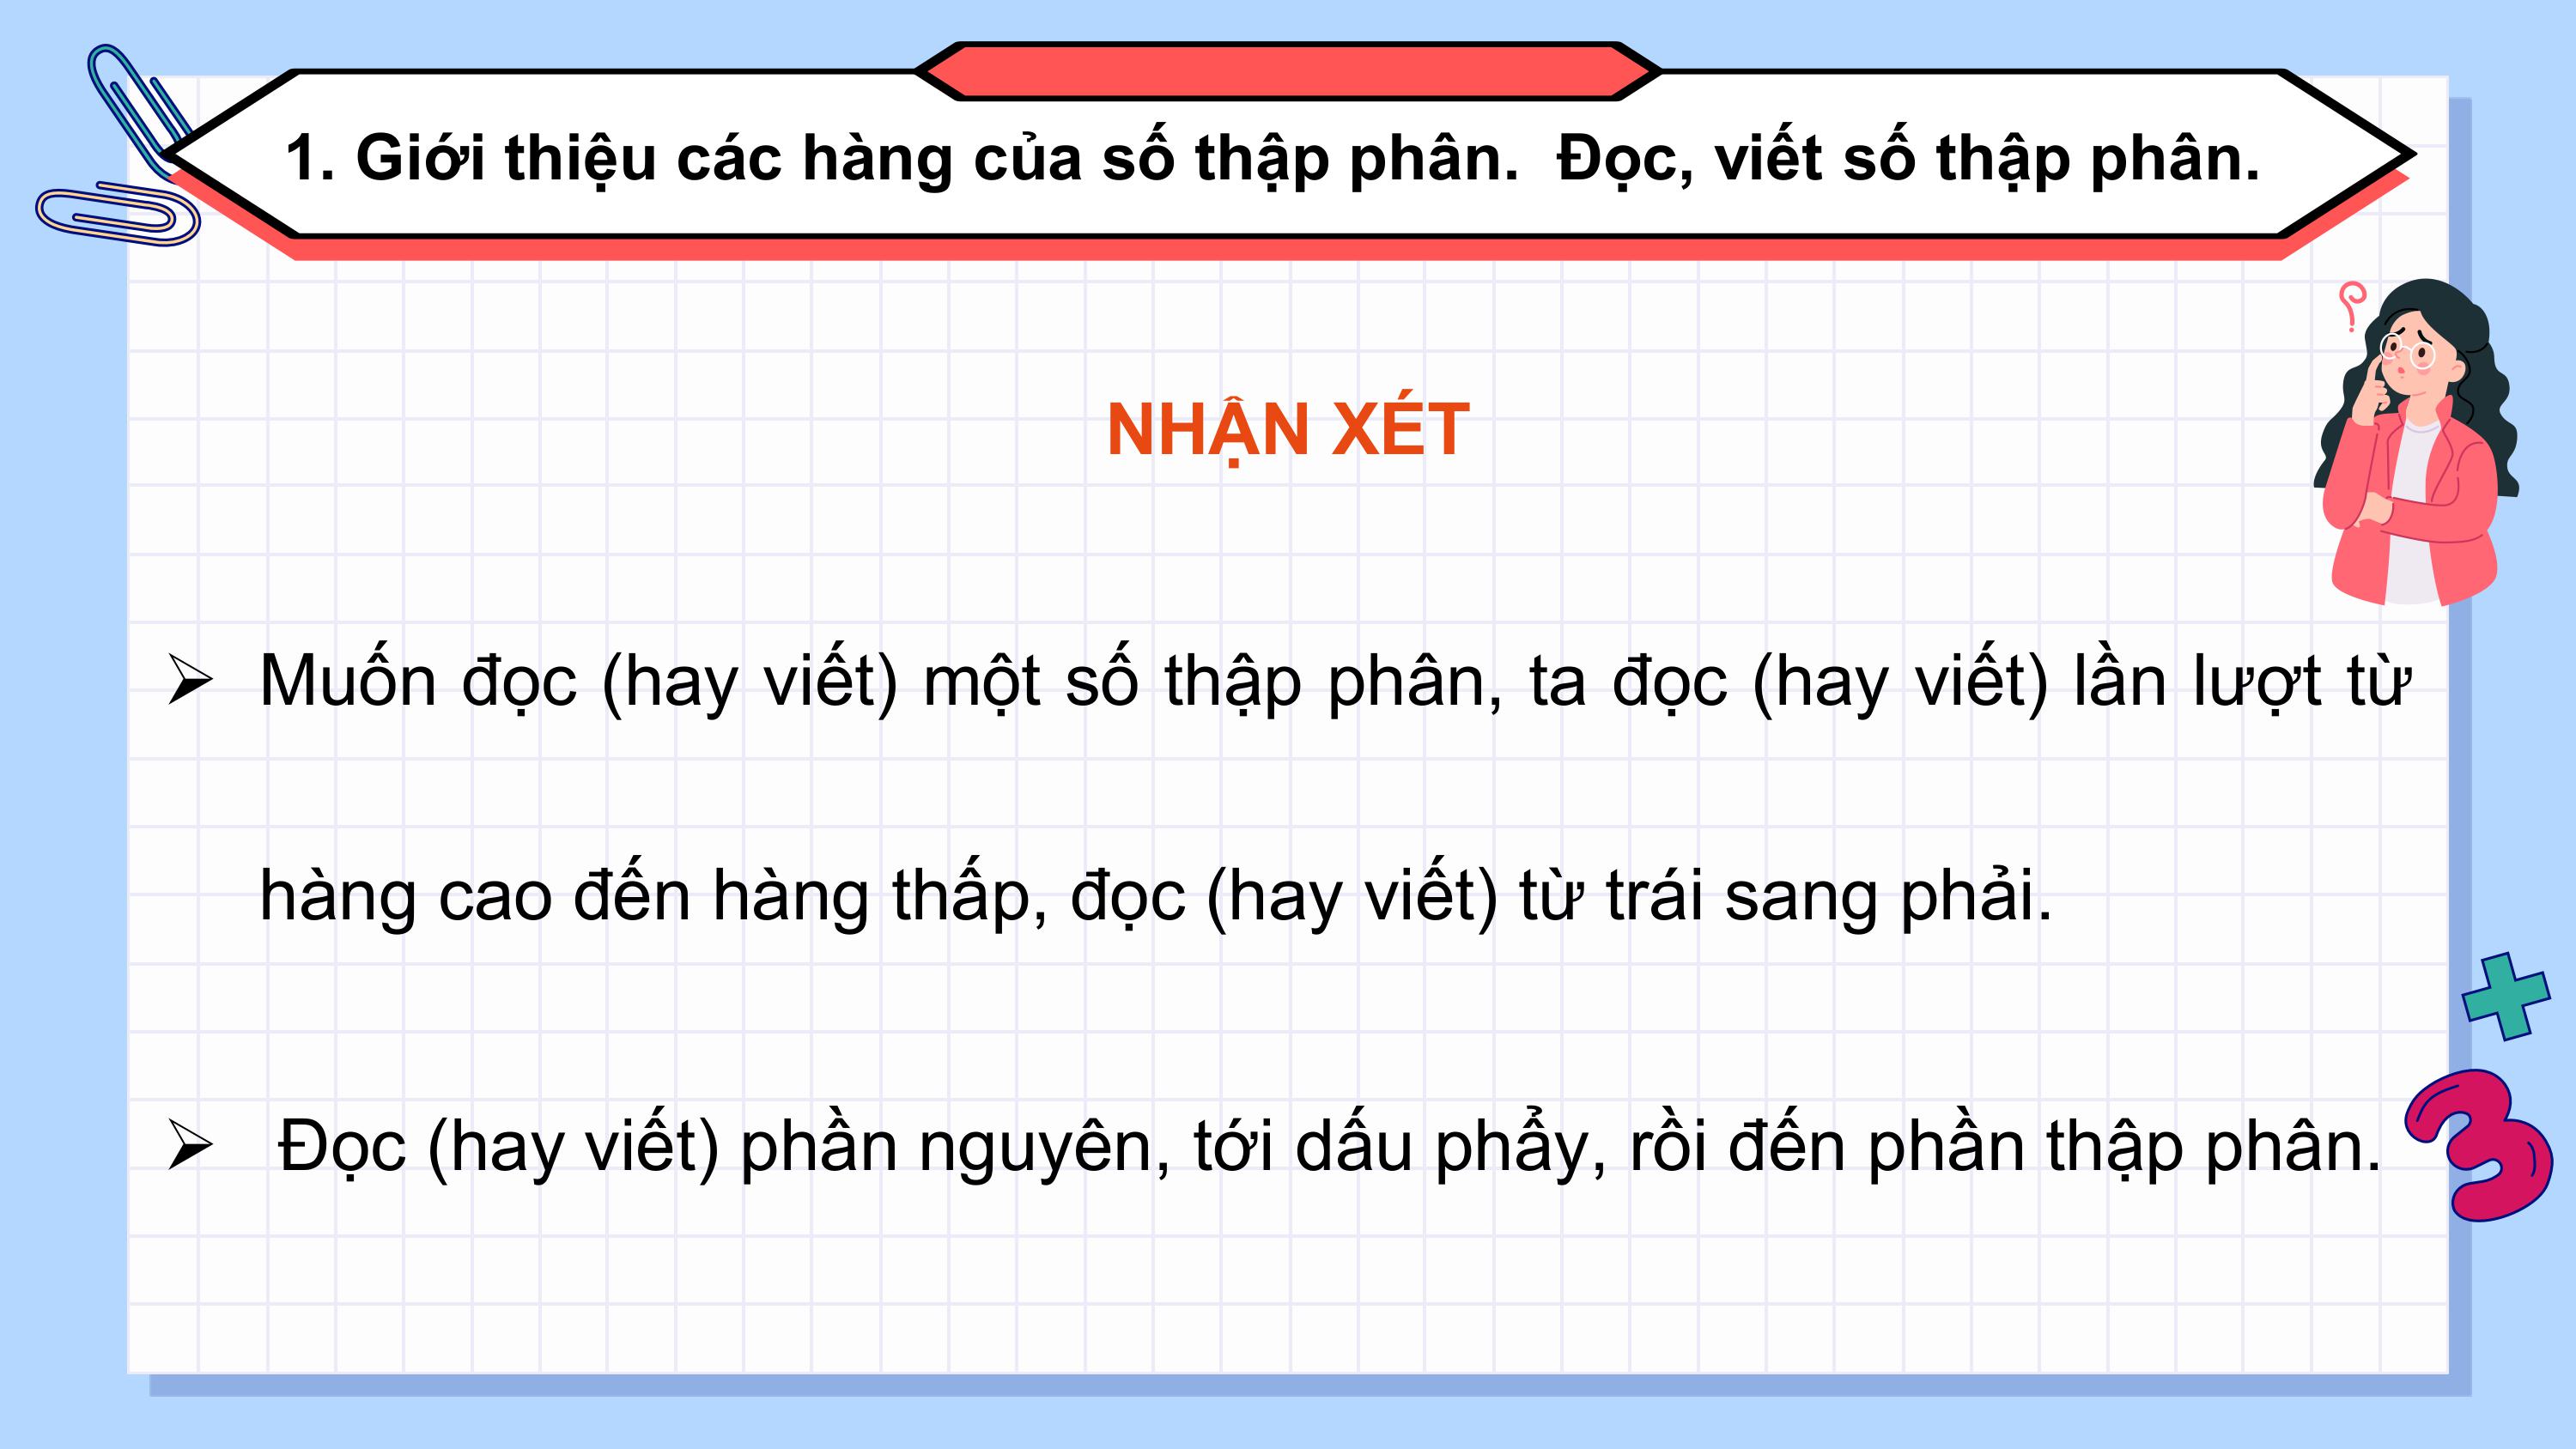 1. Giới thiệu các hàng của số thập phân.  Đọc, viết số thập phân.
NHẬN XÉT
➢ Muốn đọc (hay viết) một số thập phân, ta đọc (hay viết) lần lượt từ
hàng cao đến hàng thấp, đọc (hay viết) từ trái sang phải.
➢ Đọc (hay viết) phần nguyên, tới dấu phẩy, rồi đến phần thập phân.
?
+
3